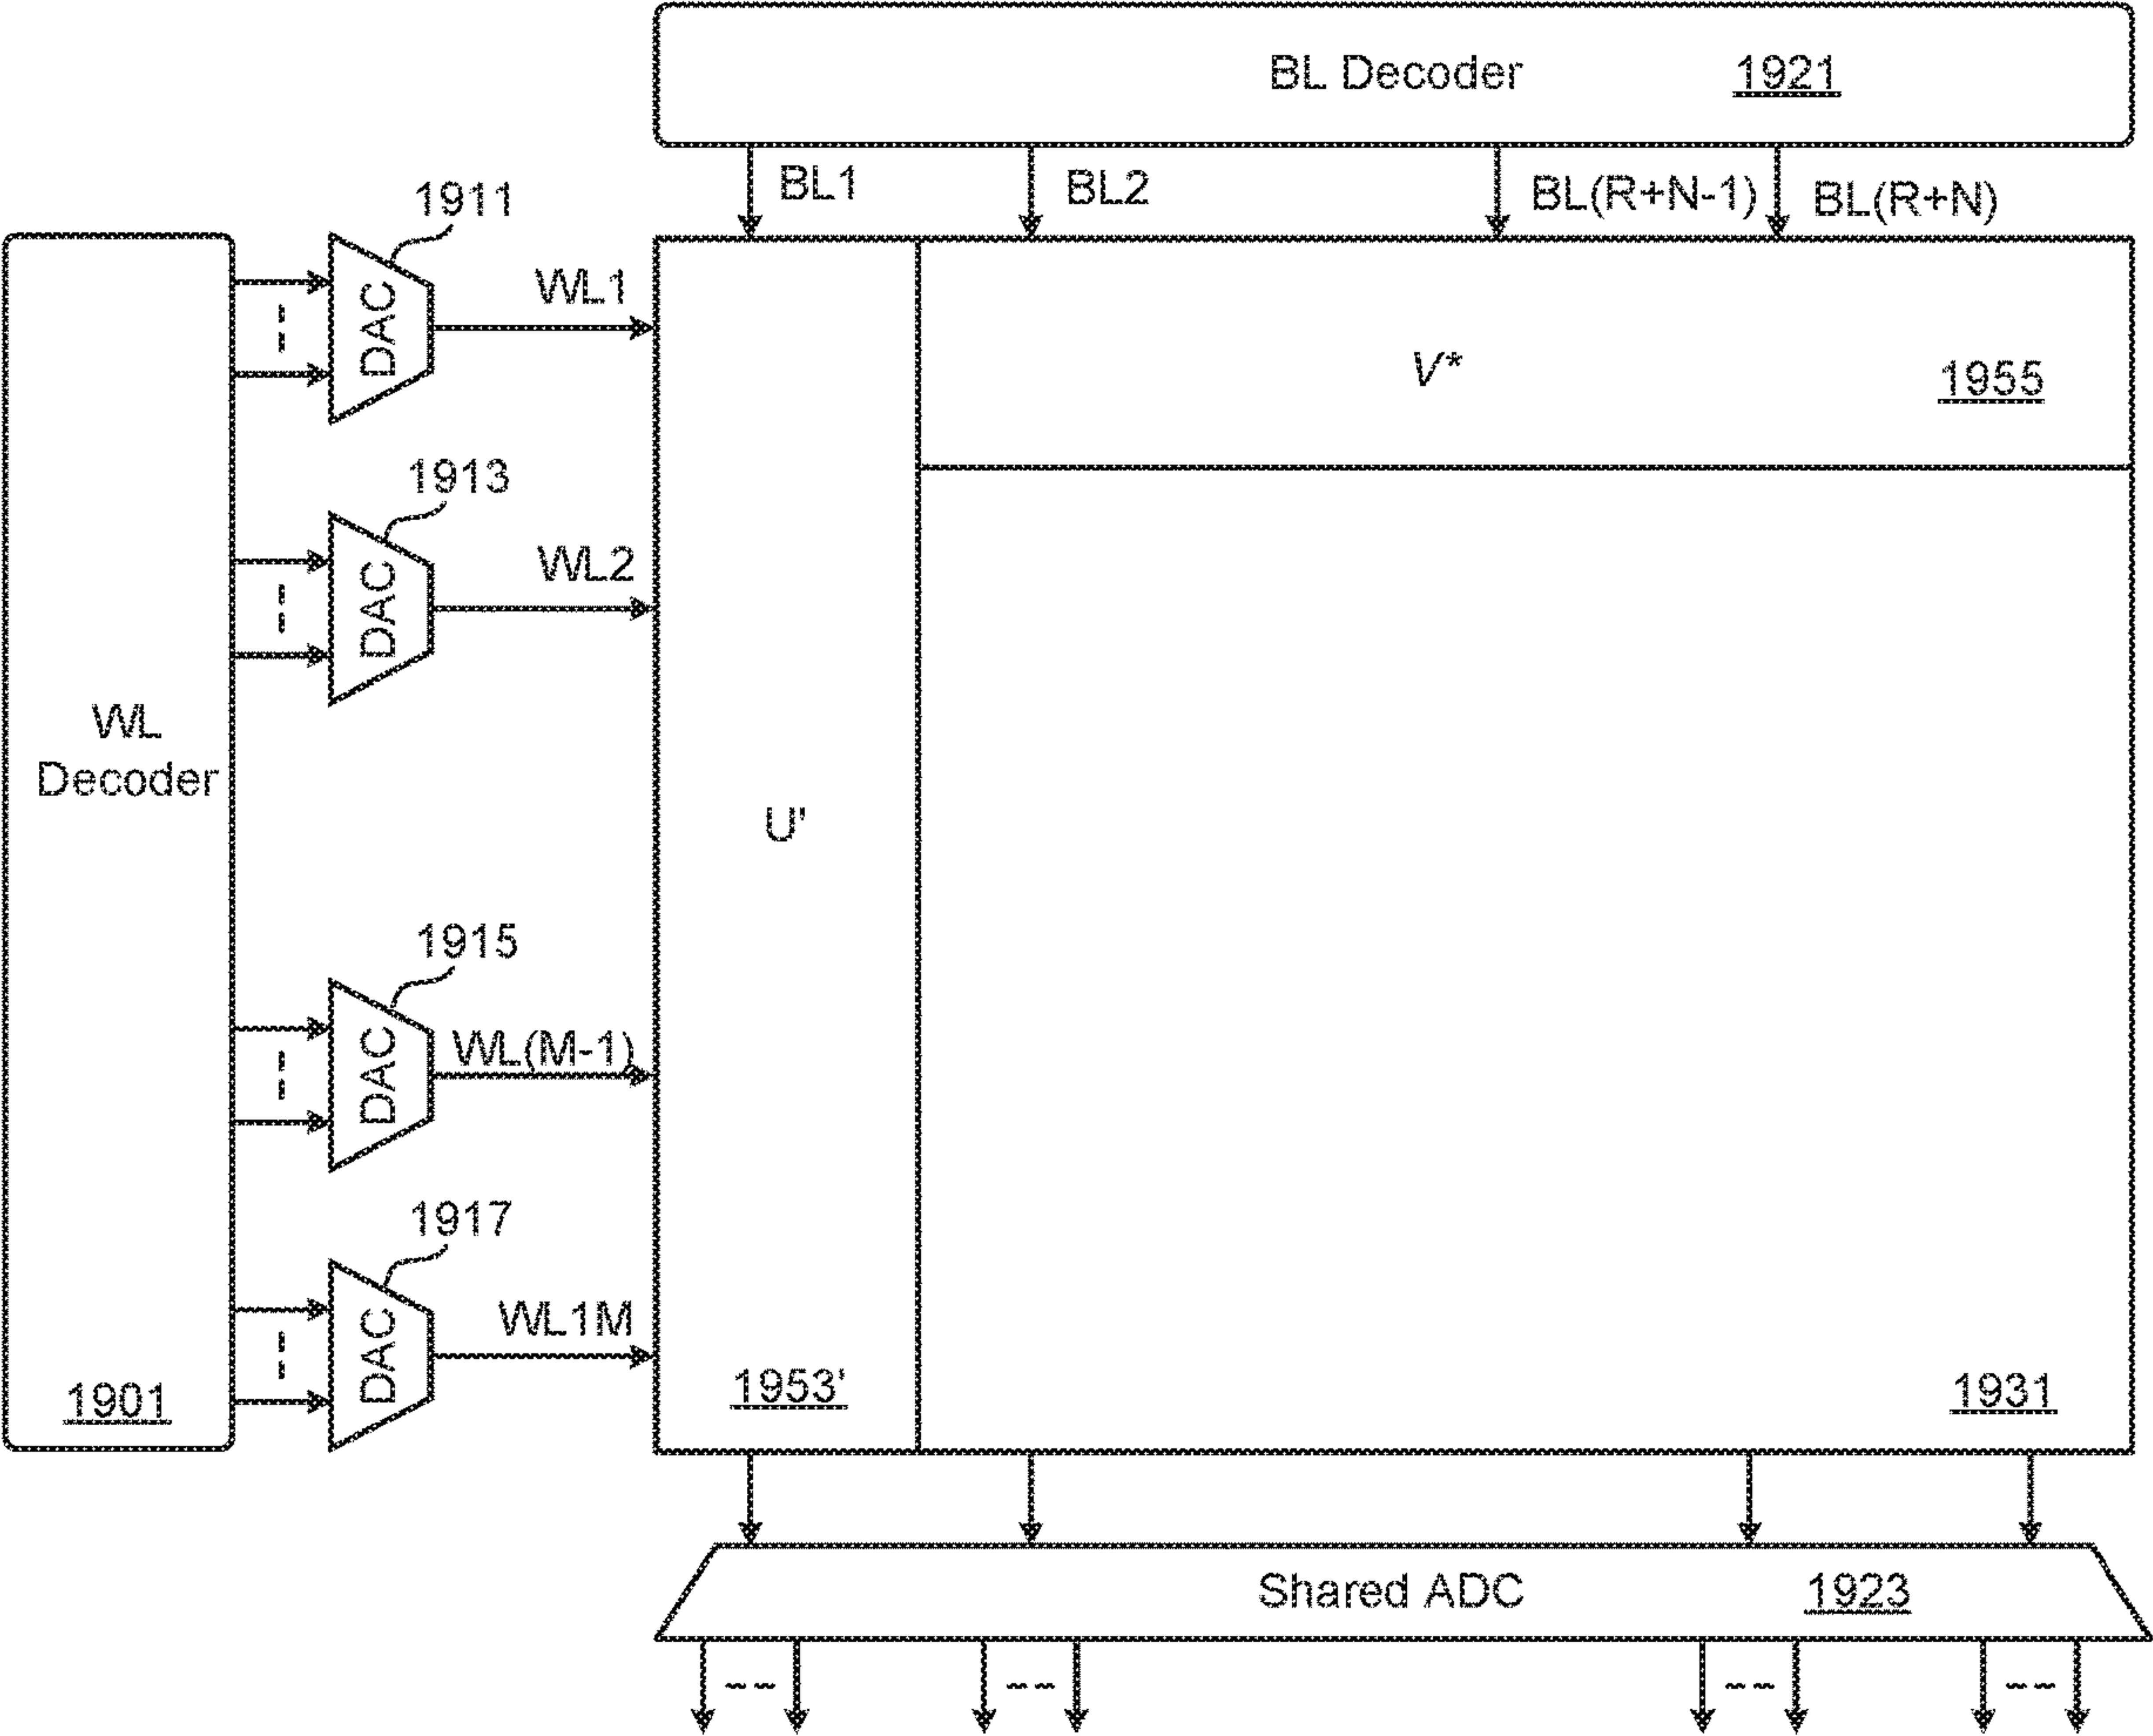 BL Decoder 1921
BL1
BL2
BL(R+N-1)
BL(R+N)
1911
DAC
WL1
V*
1955
1913
DAC
WL2
WL
Decoder
U'
1915
DAC
WL(M-1)
1917
DAC
WL1M
1901
1953'
1931
Shared ADC 1923